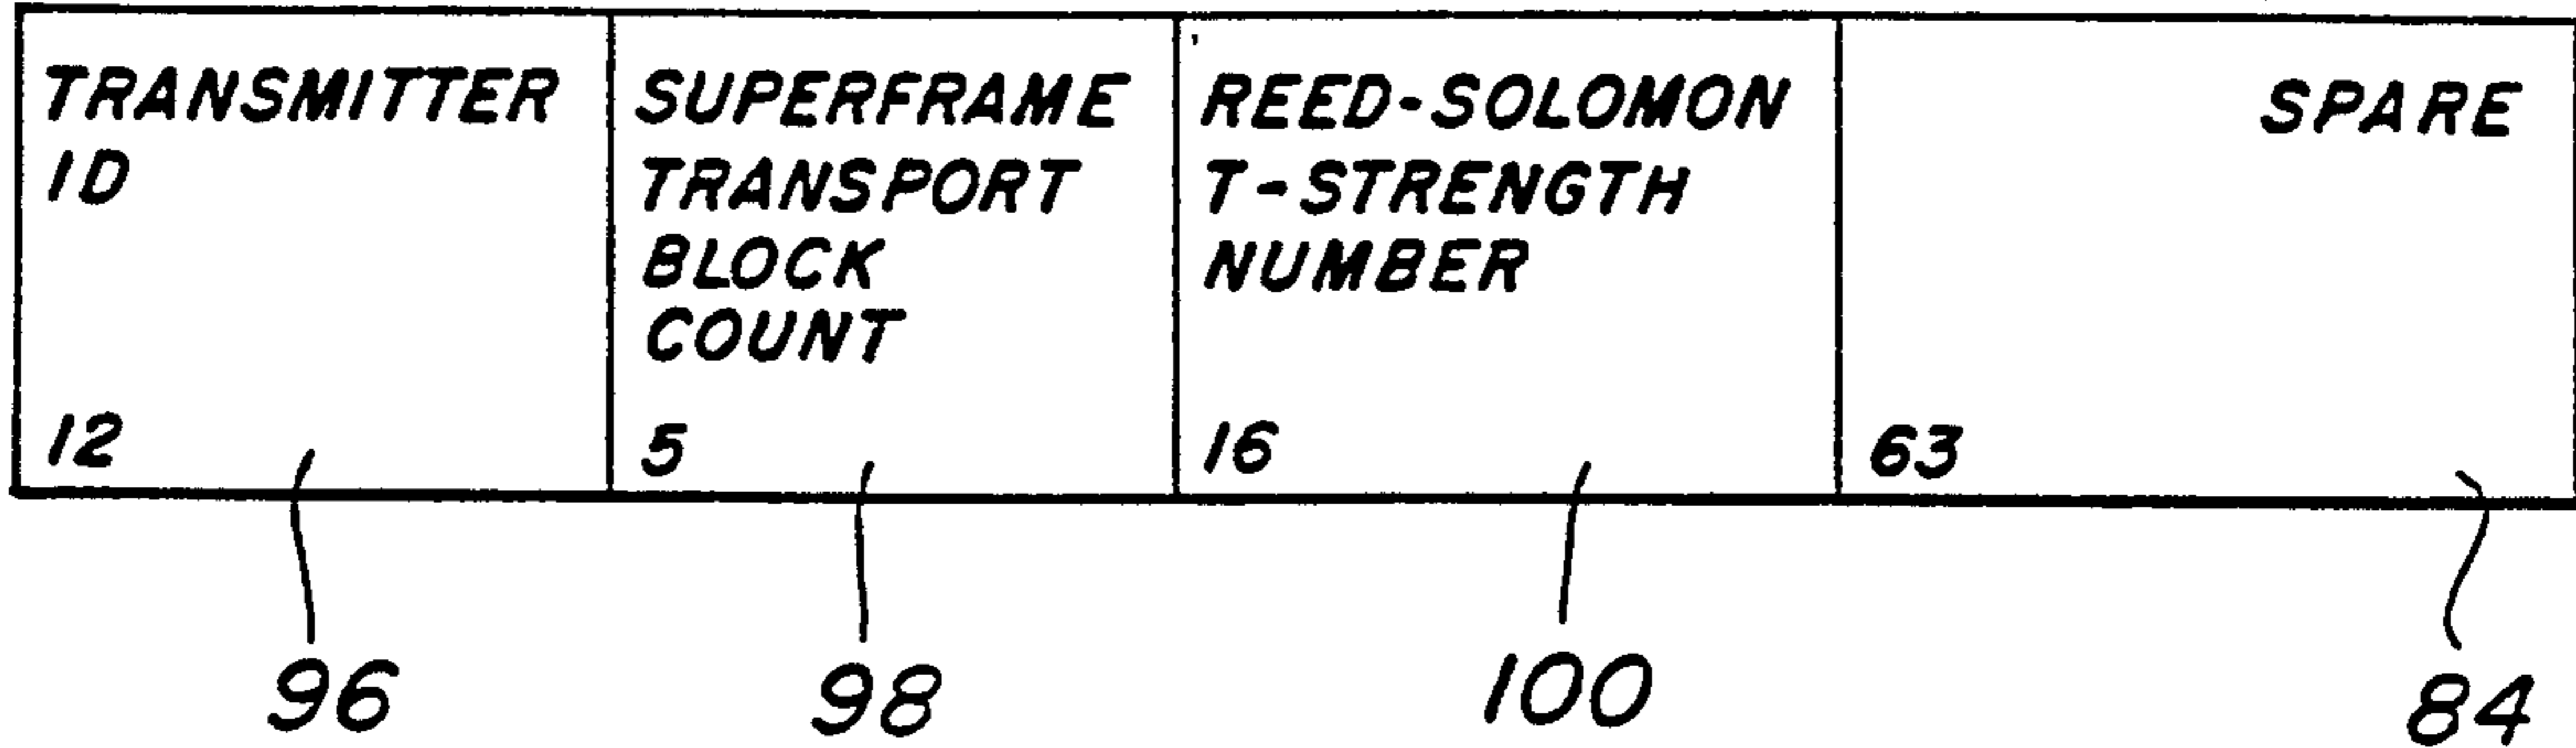 TRANSMITTER
ID
12
SUPERFRAME
TRANSPORT
BLOCK
COUNT
5
REED-SOLOMON
T-STRENGTH
NUMBER
16
SPARE
63
96
98
100
84